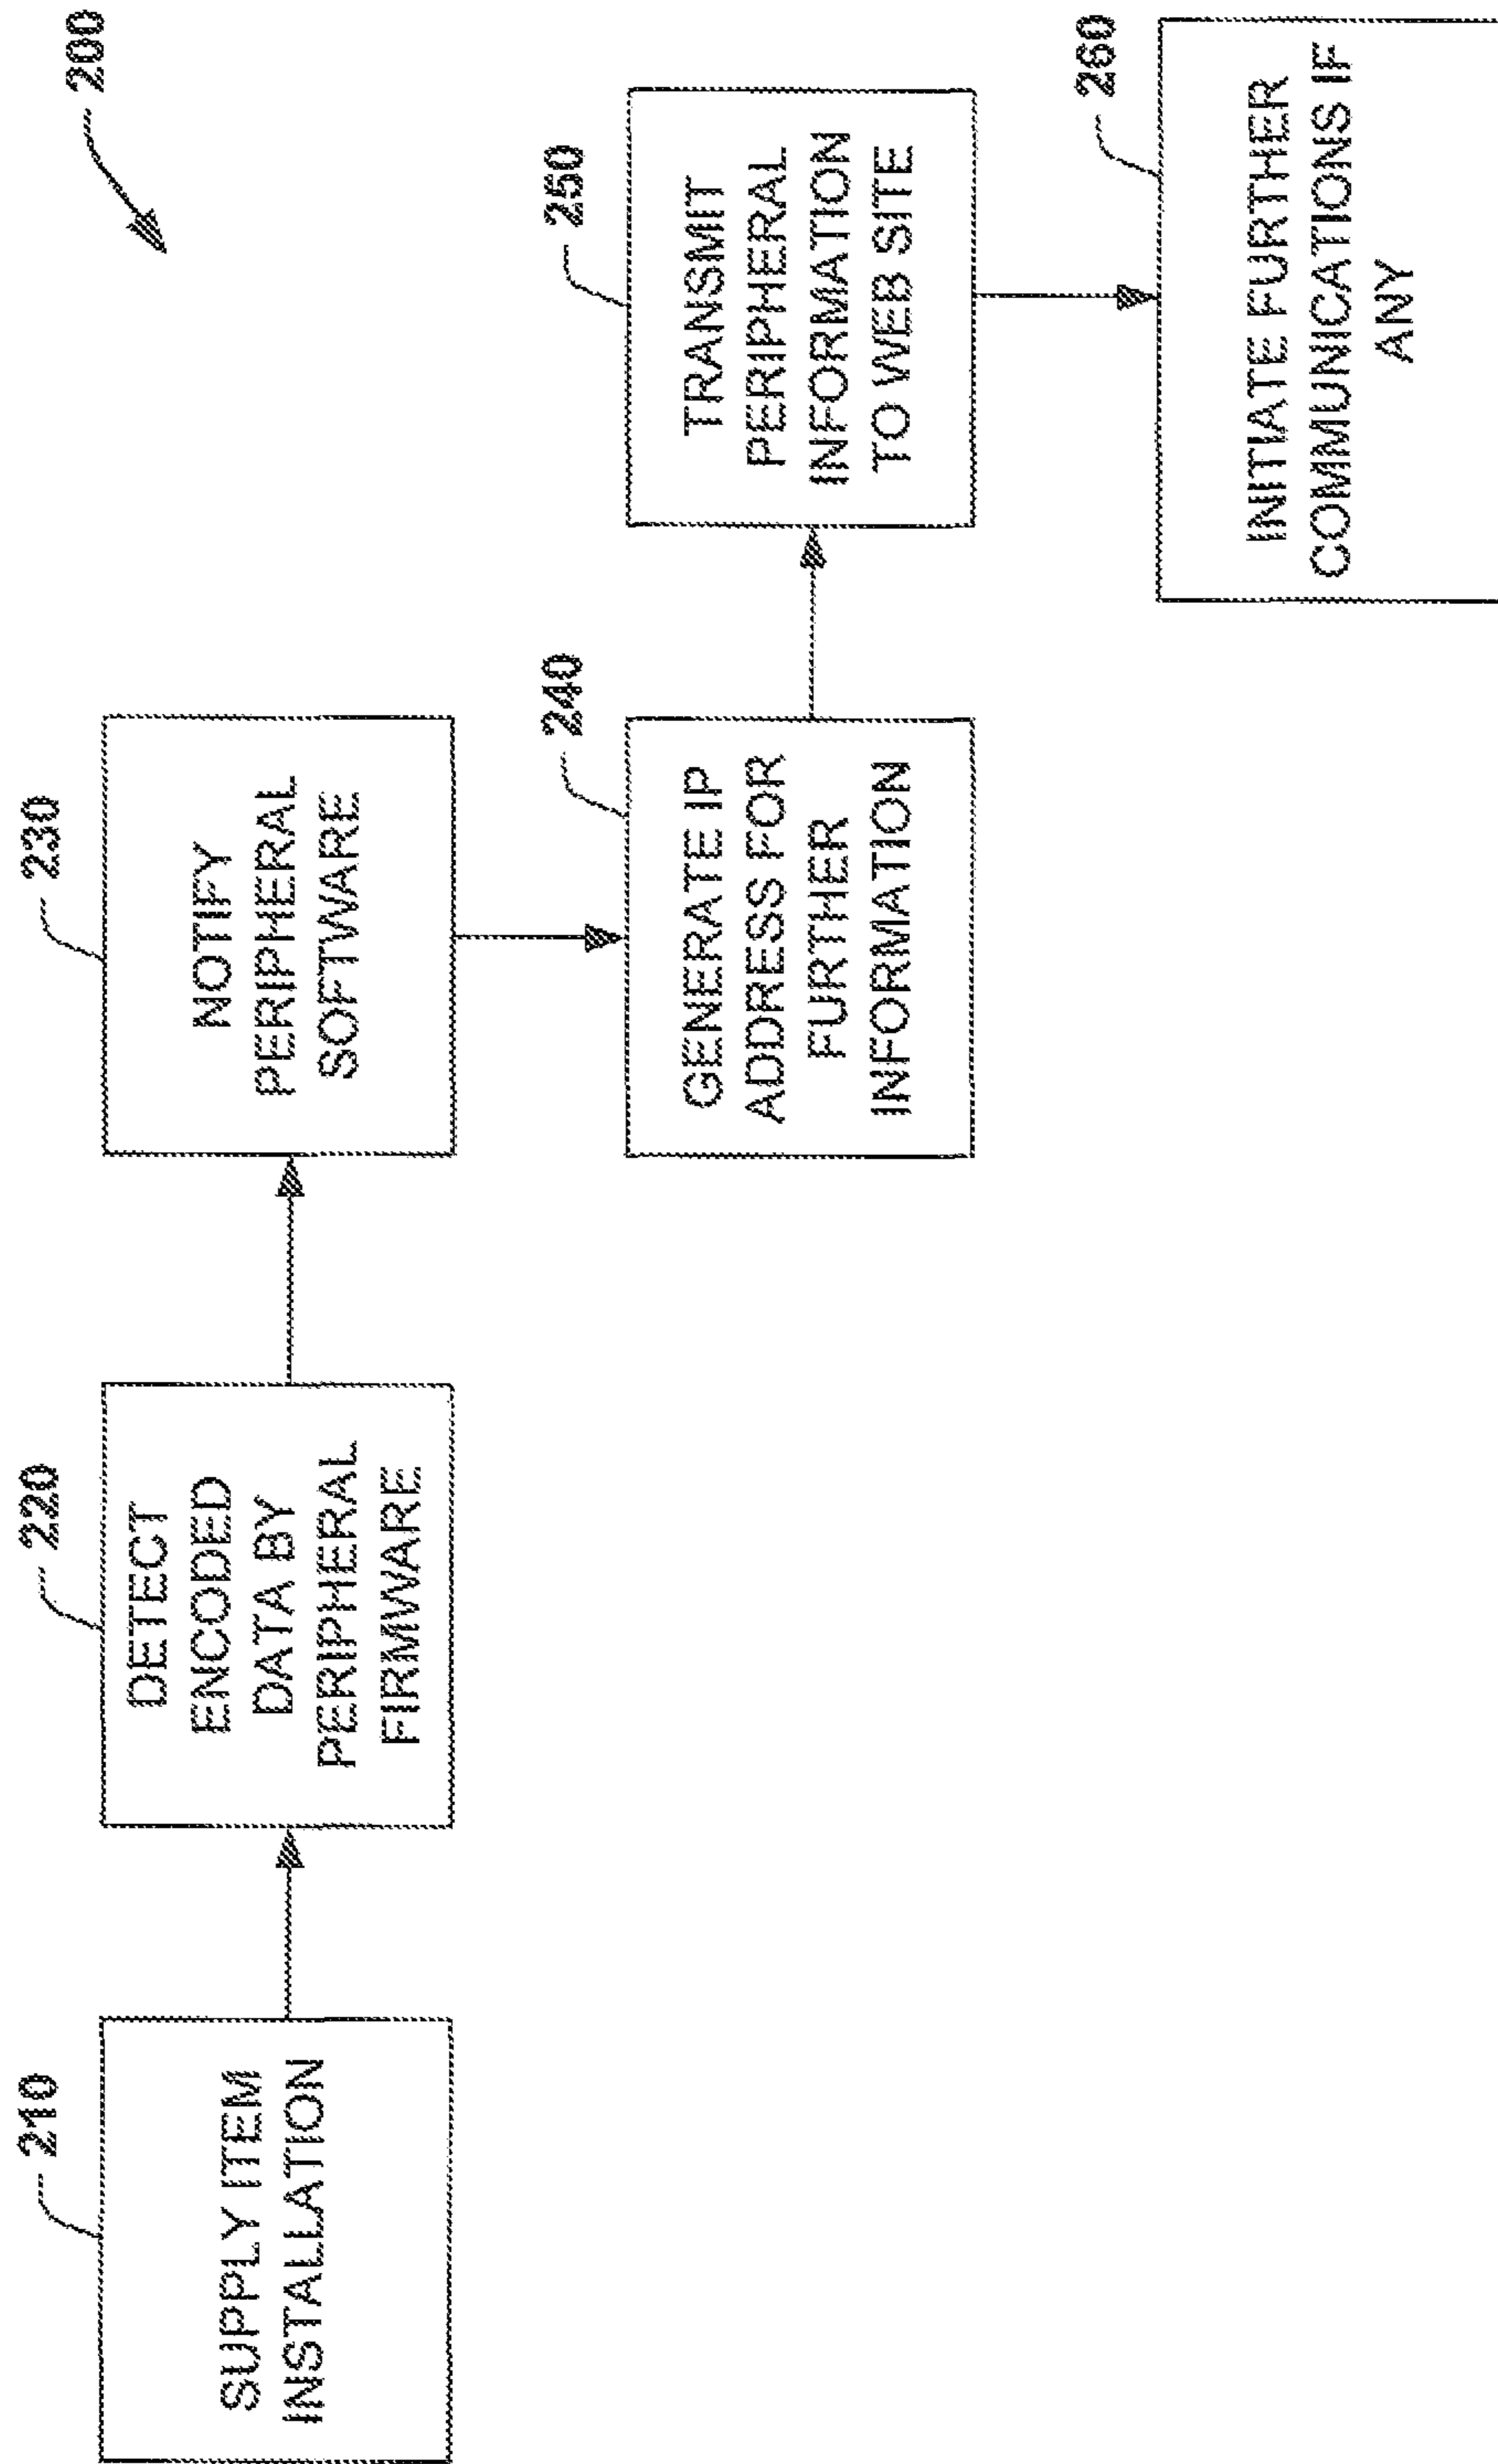 200
210
SUPPLY ITEM
INSTALLATION
220
DETECT
ENCODED
DATA BY
PERIPHERAL
FIRMWARE
230
NOTIFY
PERIPHERAL
SOFTWARE
240
GENERATE IP
ADDRESS FOR
FURTHER
INFORMATION
250
TRANSMIT
PERIPHERAL
INFORMATION
TO WEB SITE
260
INITIATE FURTHER
COMMUNICATIONS IF
ANY